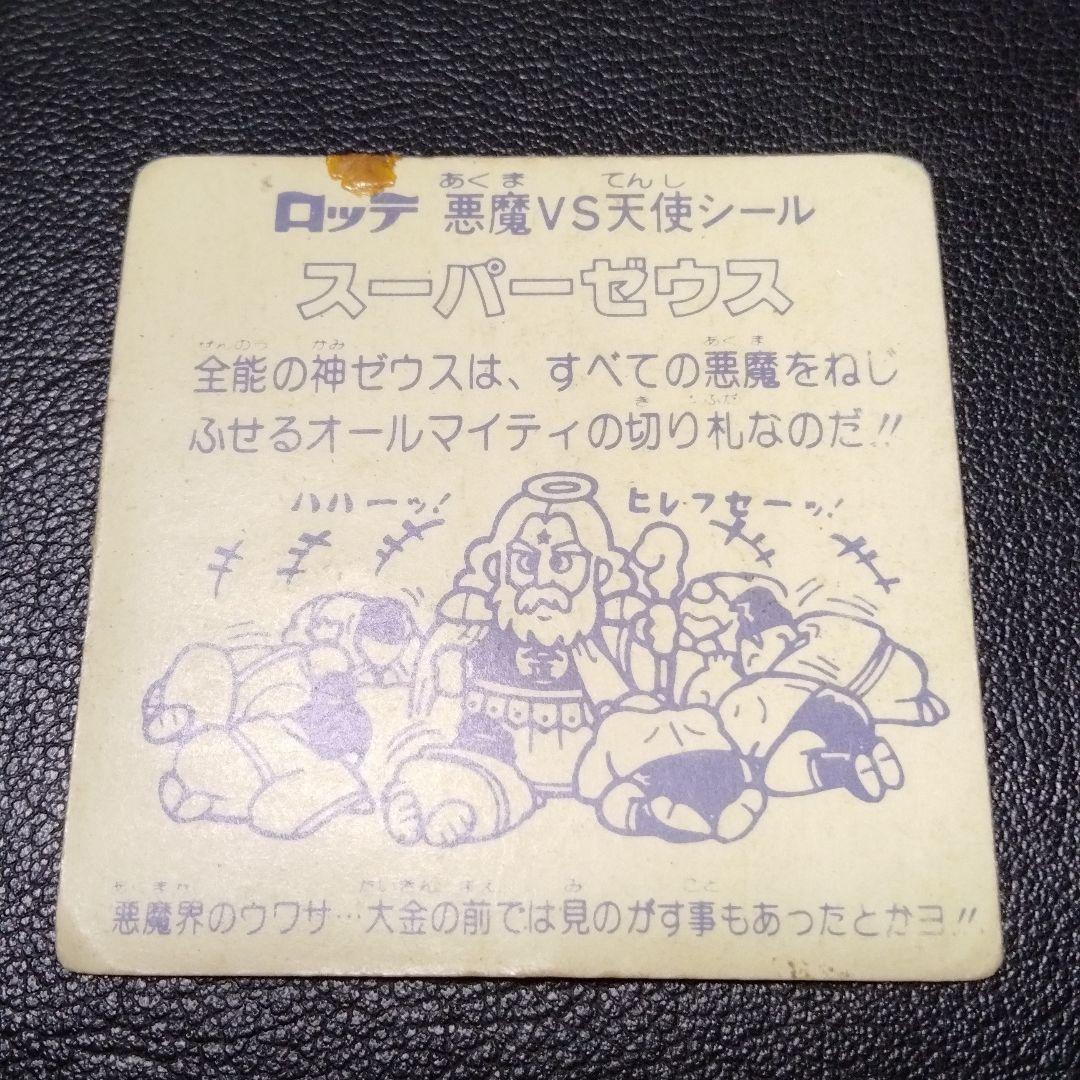 ロッテ 悪魔VS天使シール
スーパーゼウス
全能の神ゼウスは、すべての悪魔をねじ
ふせるオールマイティの切り札なのだ!!
ハハーッ! ヒレフセーッ!
悪魔界のウワサ…大金の前では見のがす事もあったとかヨ!!